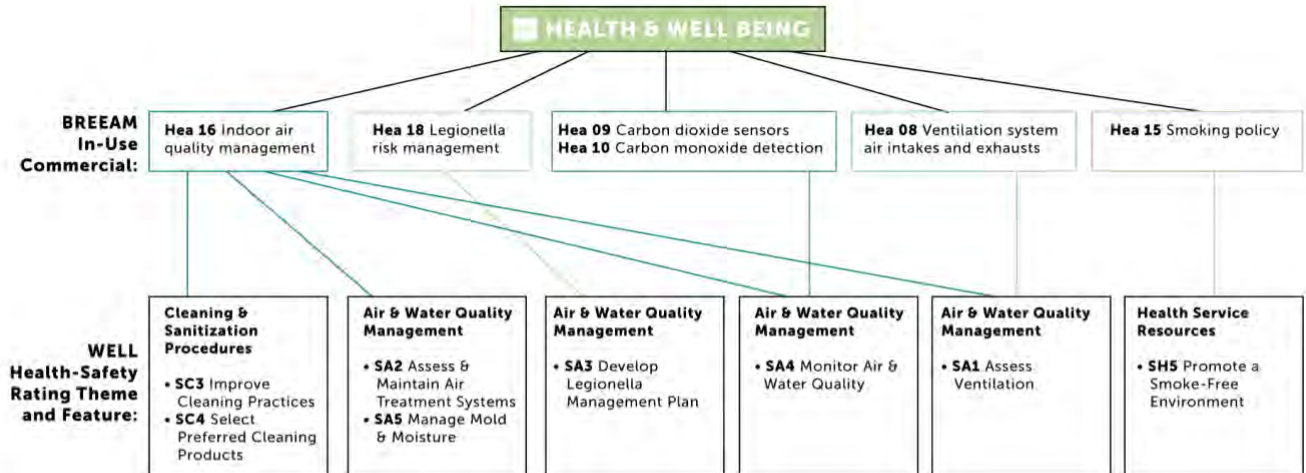 HEALTH & WELL BEING
BREEAM
In-Use
Commercial:
Hea 16 Indoor air
quality management
Hea 18 Legionella
risk management
Hea 09 Carbon dioxide sensors
Hea 10 Carbon monoxide detection
Hea 08 Ventilation system
air intakes and exhausts
Hea 15 Smoking policy
WELL
Health-Safety
Rating Theme
and Feature:
Cleaning &
Sanitization
Procedures
• SC3 Improve
Cleaning Practices
• SC4 Select
Preferred Cleaning
Products
Air & Water Quality
Management
• SA2 Assess &
Maintain Air
Treatment Systems
• SA5 Manage Mold
& Moisture
Air & Water Quality
Management
• SA3 Develop
Legionella
Management Plan
Air & Water Quality
Management
• SA4 Monitor Air &
Water Quality
Air & Water Quality
Management
• SA1 Assess
Ventilation
Health Service
Resources
• SH5 Promote a
Smoke-Free
Environment